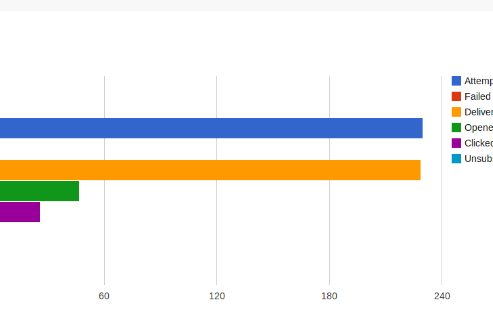 Attemp
Failed
Deliver
Opene
Clicked
Unsub
60 120 180 240